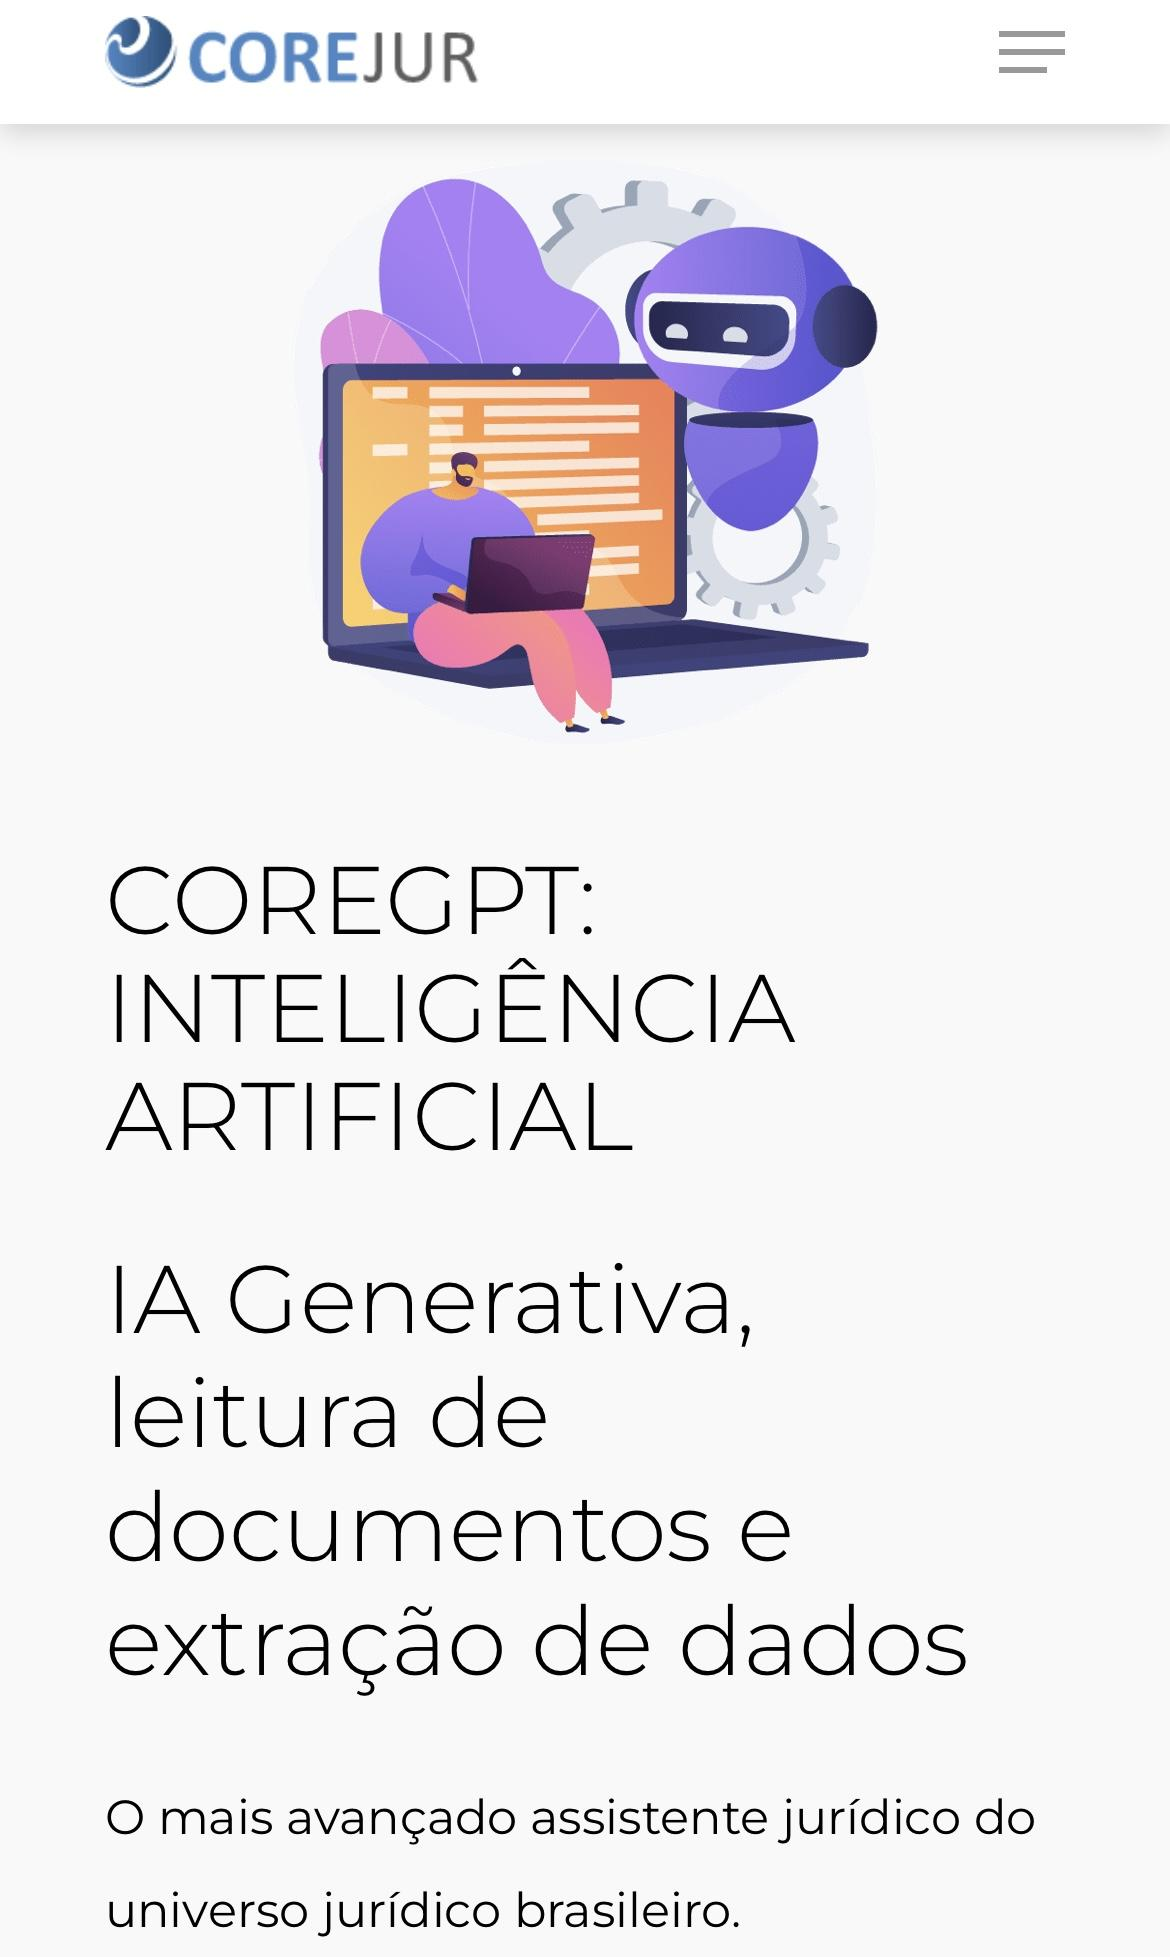 COREJUR
COREGPT:
INTELIGÊNCIA
ARTIFICIAL
IA Generativa,
leitura de
documentos e
extração de dados
O mais avançado assistente jurídico do
universo jurídico brasileiro.